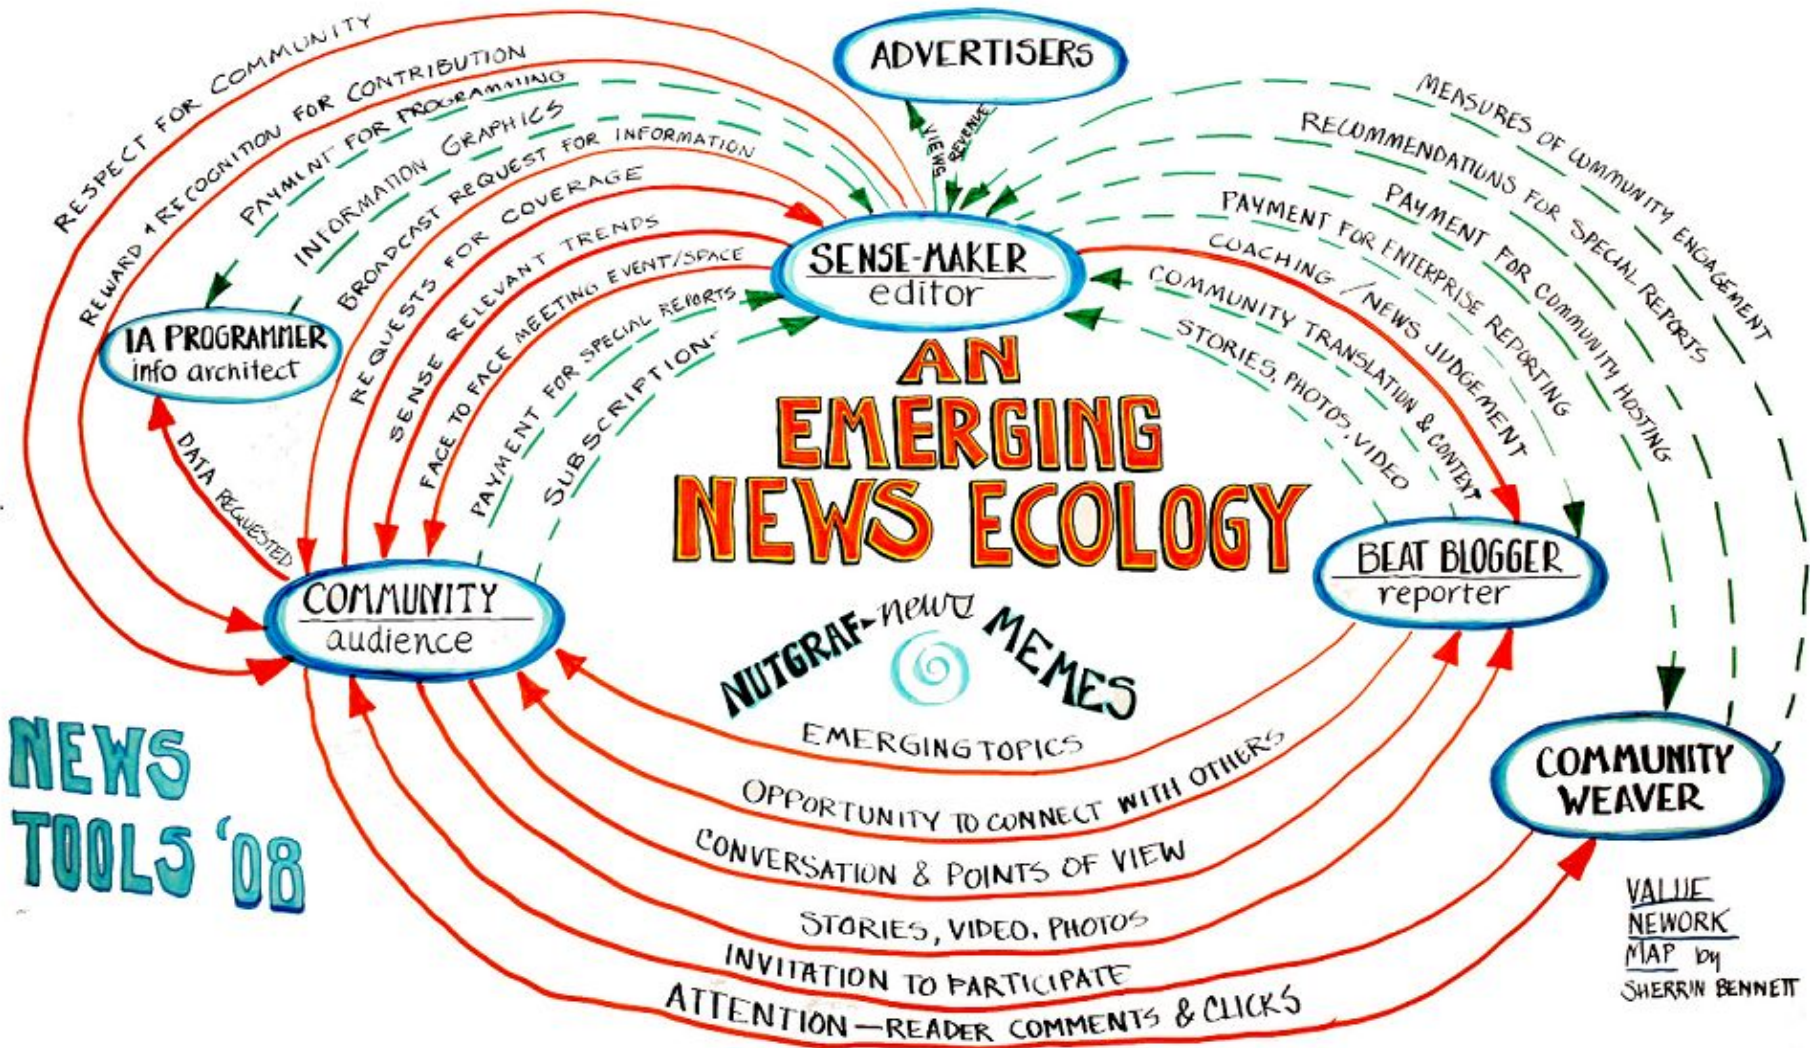 RESPECT FOR COMMUNITY
REWARD & RECOGNITION FOR CONTRIBUTION
PAYMENT FOR PROGRAMMING
INFORMATION GRAPHICS
BROADCAST REQUEST FOR INFORMATION
REQUESTS FOR COVERAGE
SENSE RELEVANT TRENDS
FACE TO FACE MEETING EVENT/SPACE
PAYMENT FOR SPECIAL REPORTS
SUBSCRIPTION
ADVERTISERS
VIEWS
REVENUE
MEASURES OF COMMUNITY ENGAGEMENT
RECOMMENDATIONS FOR SPECIAL REPORTS
PAYMENT FOR COMMUNITY HOSTING
PAYMENT FOR ENTERPRISE REPORTING
COACHING / NEWS JUDGEMENT
COMMUNITY TRANSLATION & CONTEXT
STORIES, PHOTOS, VIDEO
SENSE-MAKER
editor
IA PROGRAMMER
info architect
DATA REQUESTED
AN
EMERGING
NEWS ECOLOGY
NUTGRAF-news MEMES
COMMUNITY
audience
BEAT BLOGGER
reporter
COMMUNITY
WEAVER
EMERGING TOPICS
OPPORTUNITY TO CONNECT WITH OTHERS
CONVERSATION & POINTS OF VIEW
STORIES, VIDEO, PHOTOS
INVITATION TO PARTICIPATE
ATTENTION—READER COMMENTS & CLICKS
NEWS
TOOLS '08
VALUE
NEWORK
MAP by
SHERRIN BENNETT